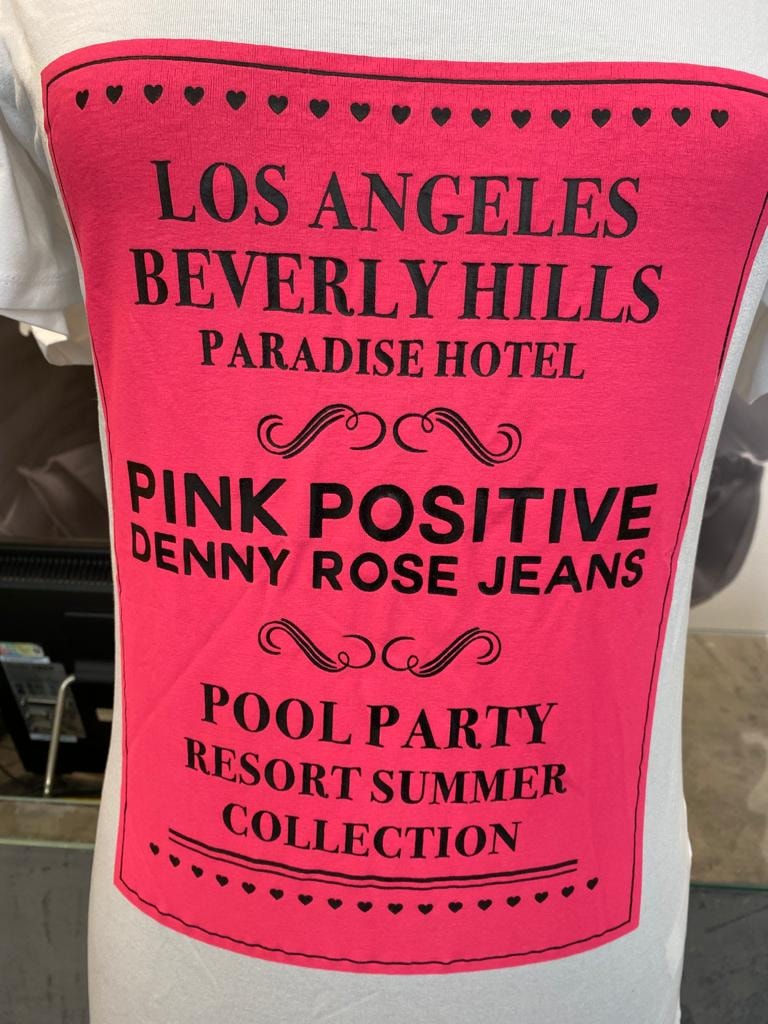 LOS ANGELES
BEVERLY HILLS
PARADISE HOTEL
PINK POSITIVE
DENNY ROSE JEANS
POOL PARTY
RESORT SUMMER
COLLECTION